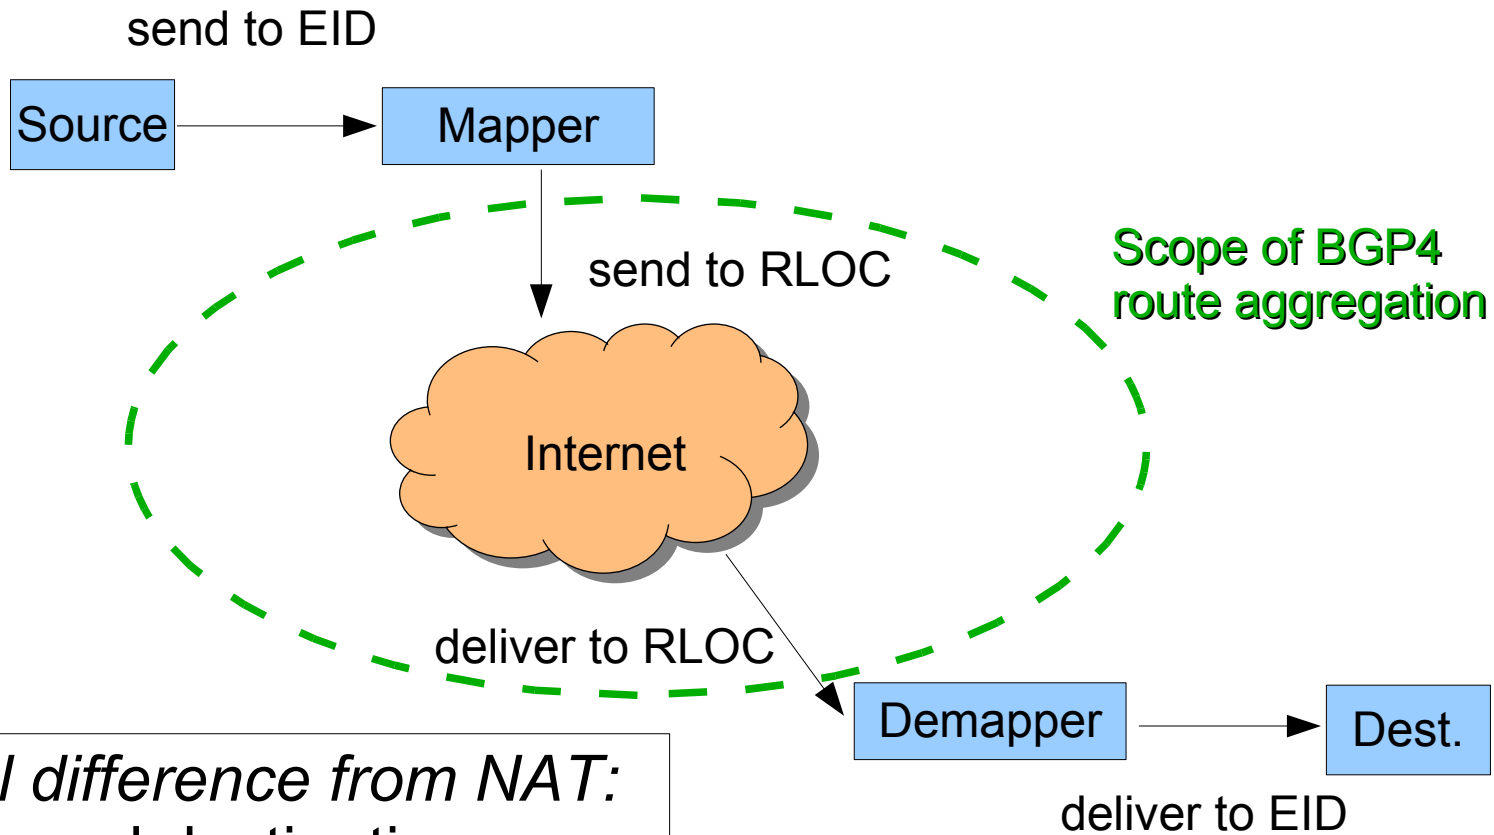 send to EID
Source
Mapper
send to RLOC
Scope of BGP4
route aggregation
Internet
deliver to RLOC
Demapper
Dest.
deliver to EID
difference from NAT: